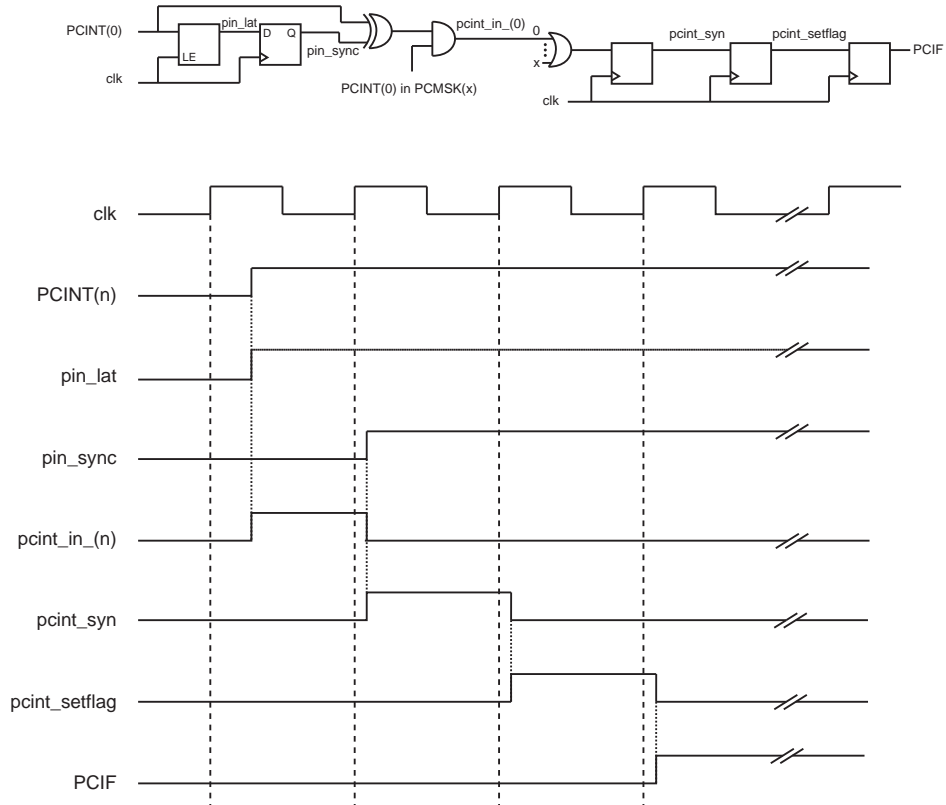 PCINT(0)
pin_lat
D Q
LE
pin_sync
clk
PCINT(0) in PCMSK(x)
pcint_in_(0)
0
x
clk
pcint_syn
pcint_setflag
PCIF
clk
PCINT(n)
pin_lat
pin_sync
pcint_in_(n)
pcint_syn
pcint_setflag
PCIF